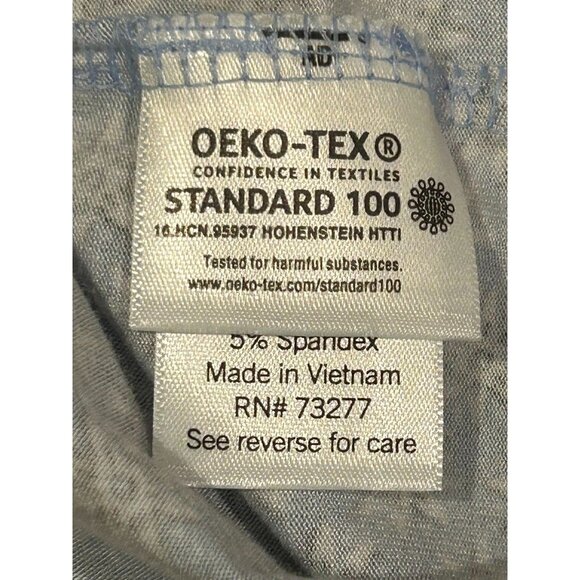 OEKO-TEX®
CONFIDENCE IN TEXTILES
STANDARD 100
16.HCN.95937 HOHENSTEIN HTTI
Tested for harmful substances.
www.oeko-tex.com/standard100
5% Spandex
Made in Vietnam
RN# 73277
See reverse for care